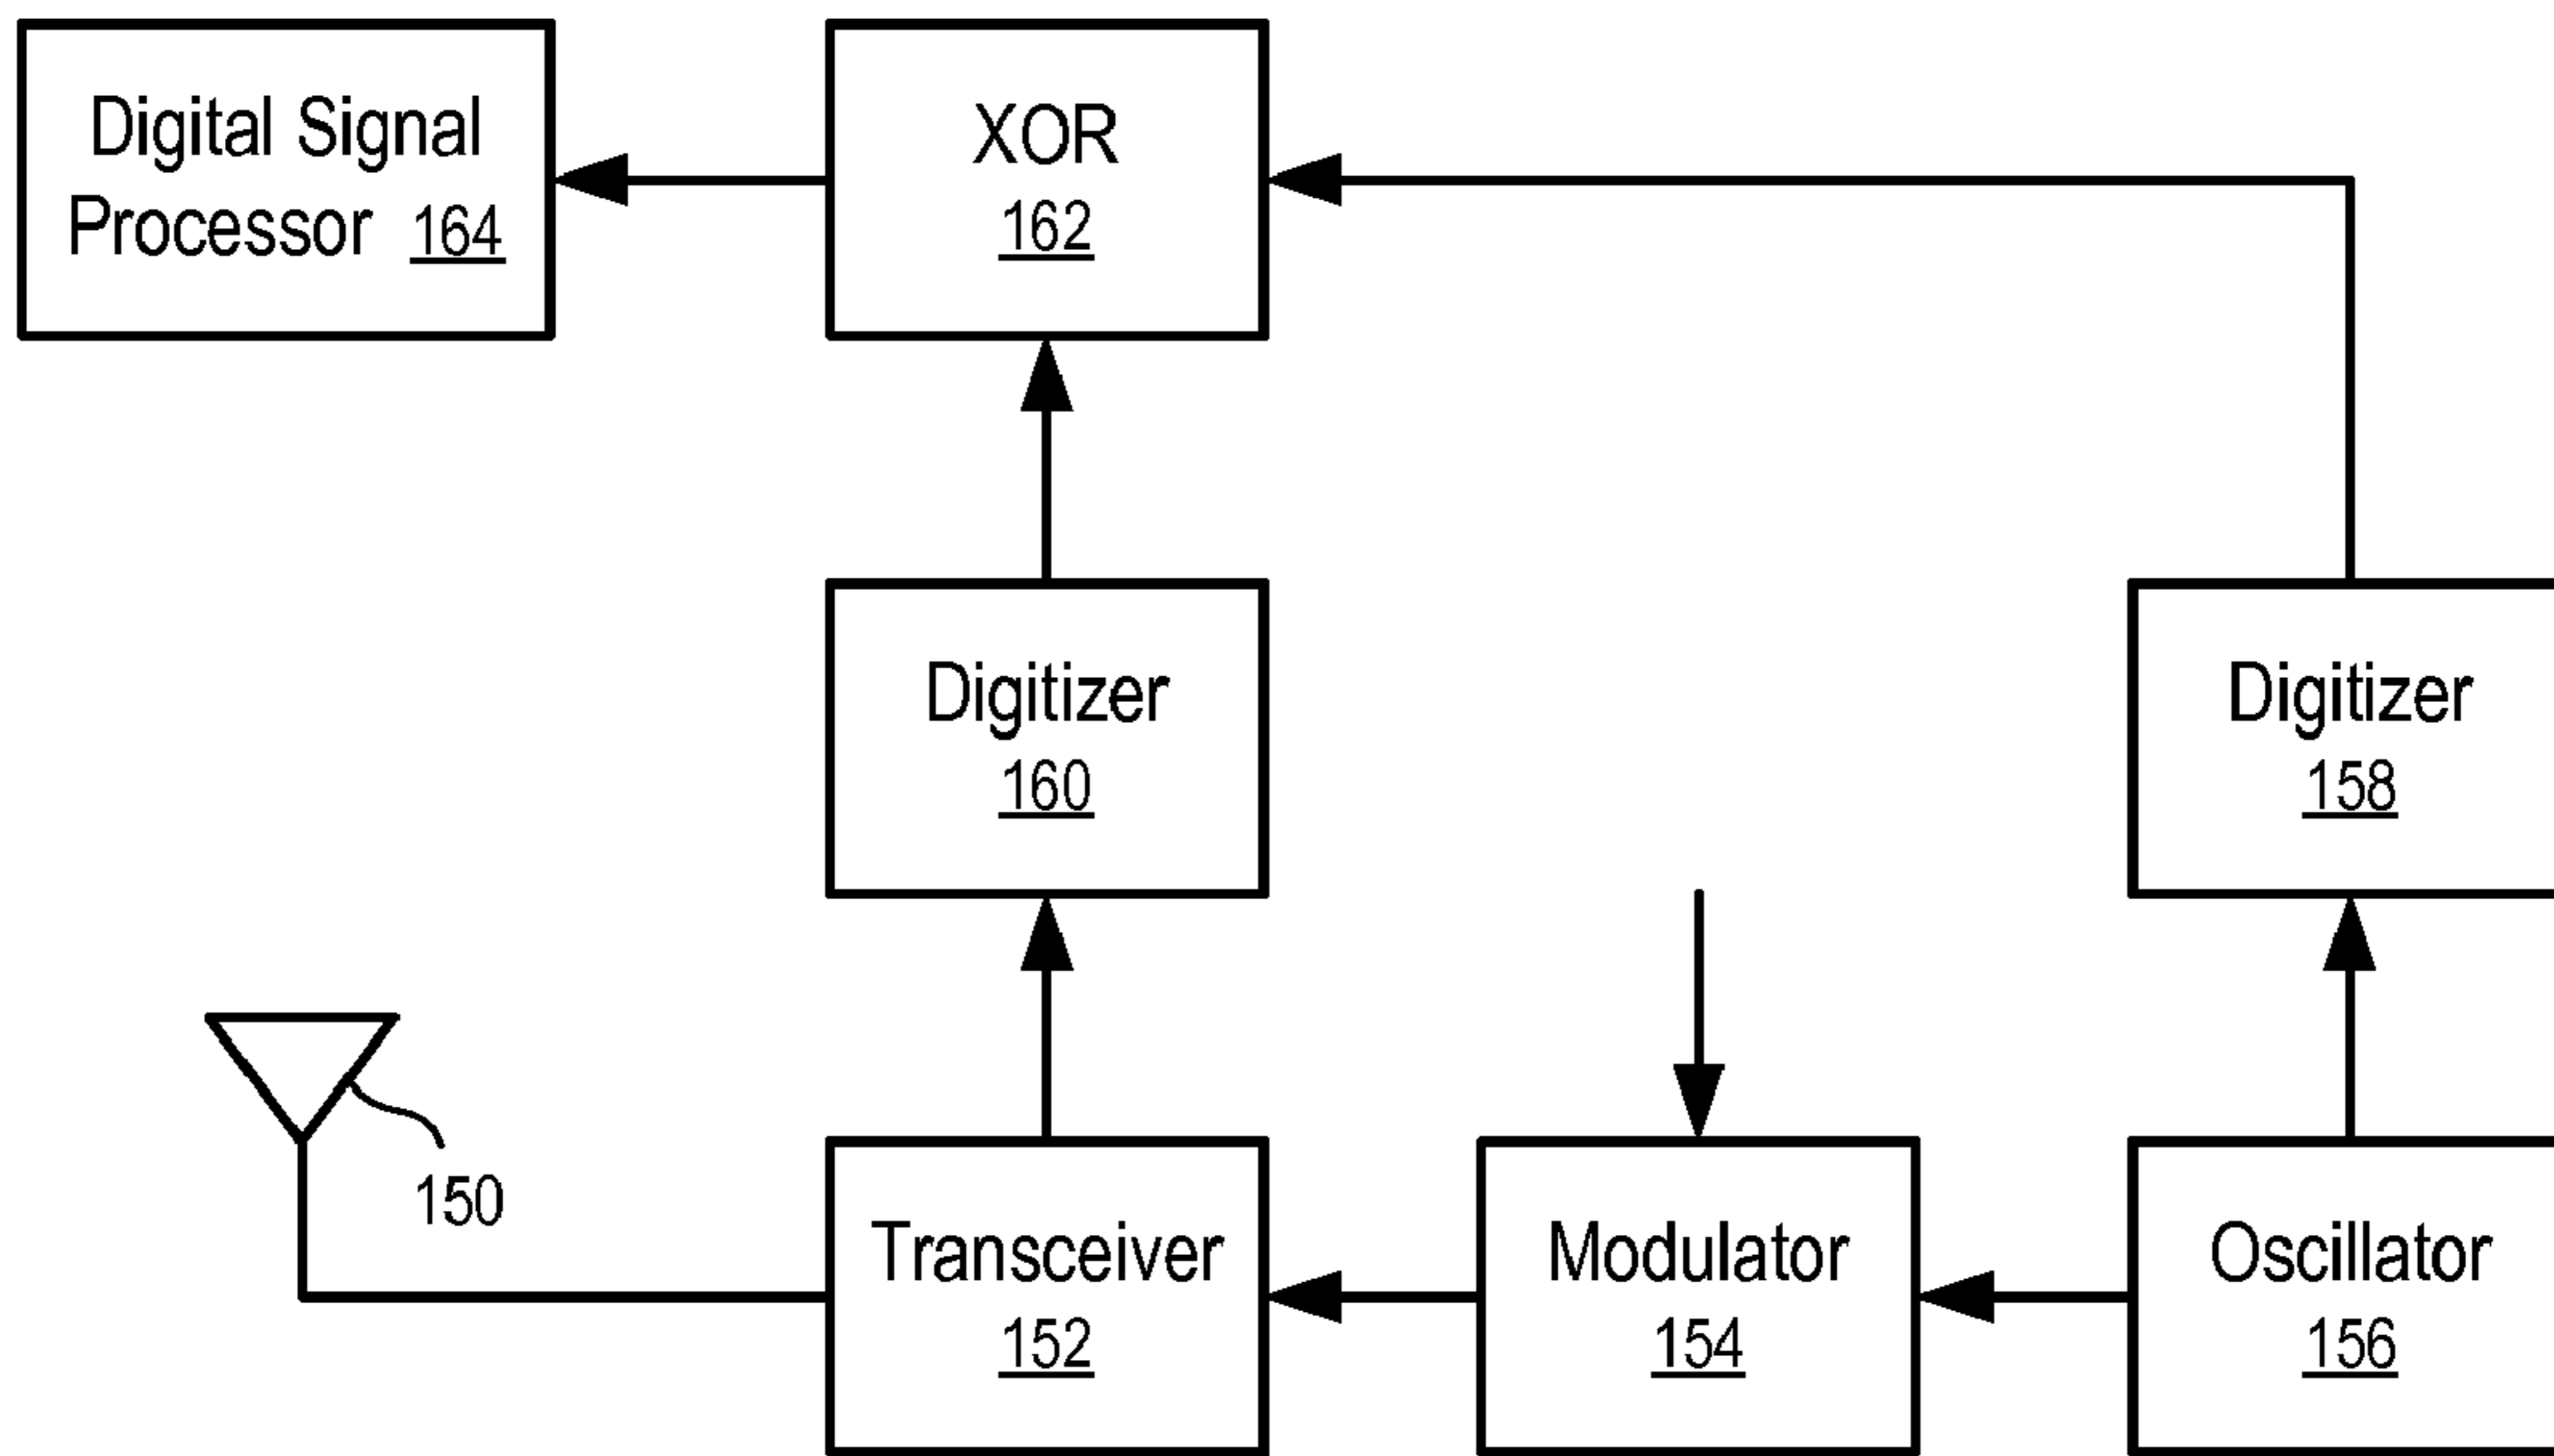 Digital Signal
Processor 164
XOR
162
Digitizer
160
Digitizer
158
150
Transceiver
152
Modulator
154
Oscillator
156